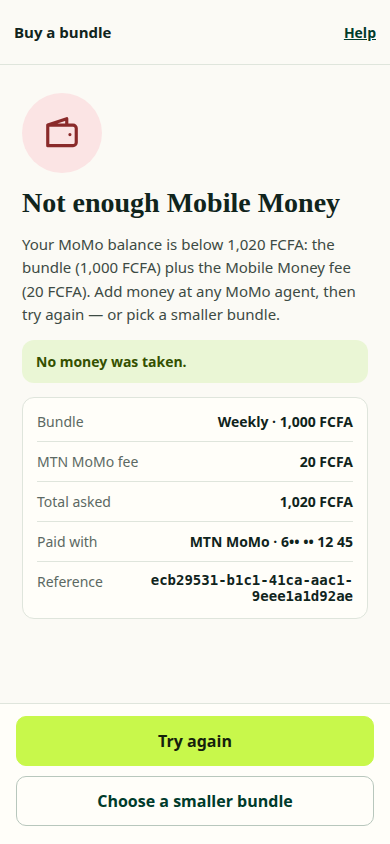 Buy a bundle
Help
Not enough Mobile Money
Your MoMo balance is below 1,020 FCFA: the
bundle (1,000 FCFA) plus the Mobile Money fee
(20 FCFA). Add money at any MoMo agent, then
try again — or pick a smaller bundle.
No money was taken.
Bundle
Weekly · 1,000 FCFA
MTN MoMo fee
20 FCFA
Total asked
1,020 FCFA
Paid with
MTN MoMo · 6•• •• 12 45
Reference
ecb29531-b1c1-41ca-aac1-
9eee1a1d92ae
Try again
Choose a smaller bundle